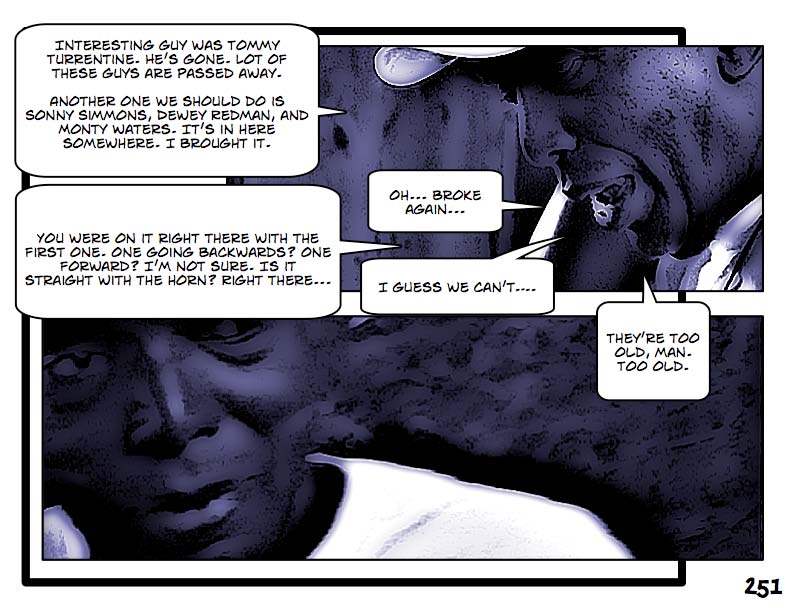 INTERESTING GUY WAS TOMMY
TURRENTINE. HE'S GONE. LOT OF
THESE GUYS ARE PASSED AWAY.
ANOTHER ONE WE SHOULD DO IS
SONNY SIMMONS, DEWEY REDMAN, AND
MONTY WATERS. IT'S IN HERE
SOMEWHERE. I BROUGHT IT.
OH... BROKE
AGAIN...
YOU WERE ON IT RIGHT THERE WITH THE
FIRST ONE. ONE GOING BACKWARDS? ONE
FORWARD? I'M NOT SURE. IS IT
STRAIGHT WITH THE HORN? RIGHT THERE...
I GUESS WE CAN'T....
THEY'RE TOO
OLD, MAN.
TOO OLD.
251